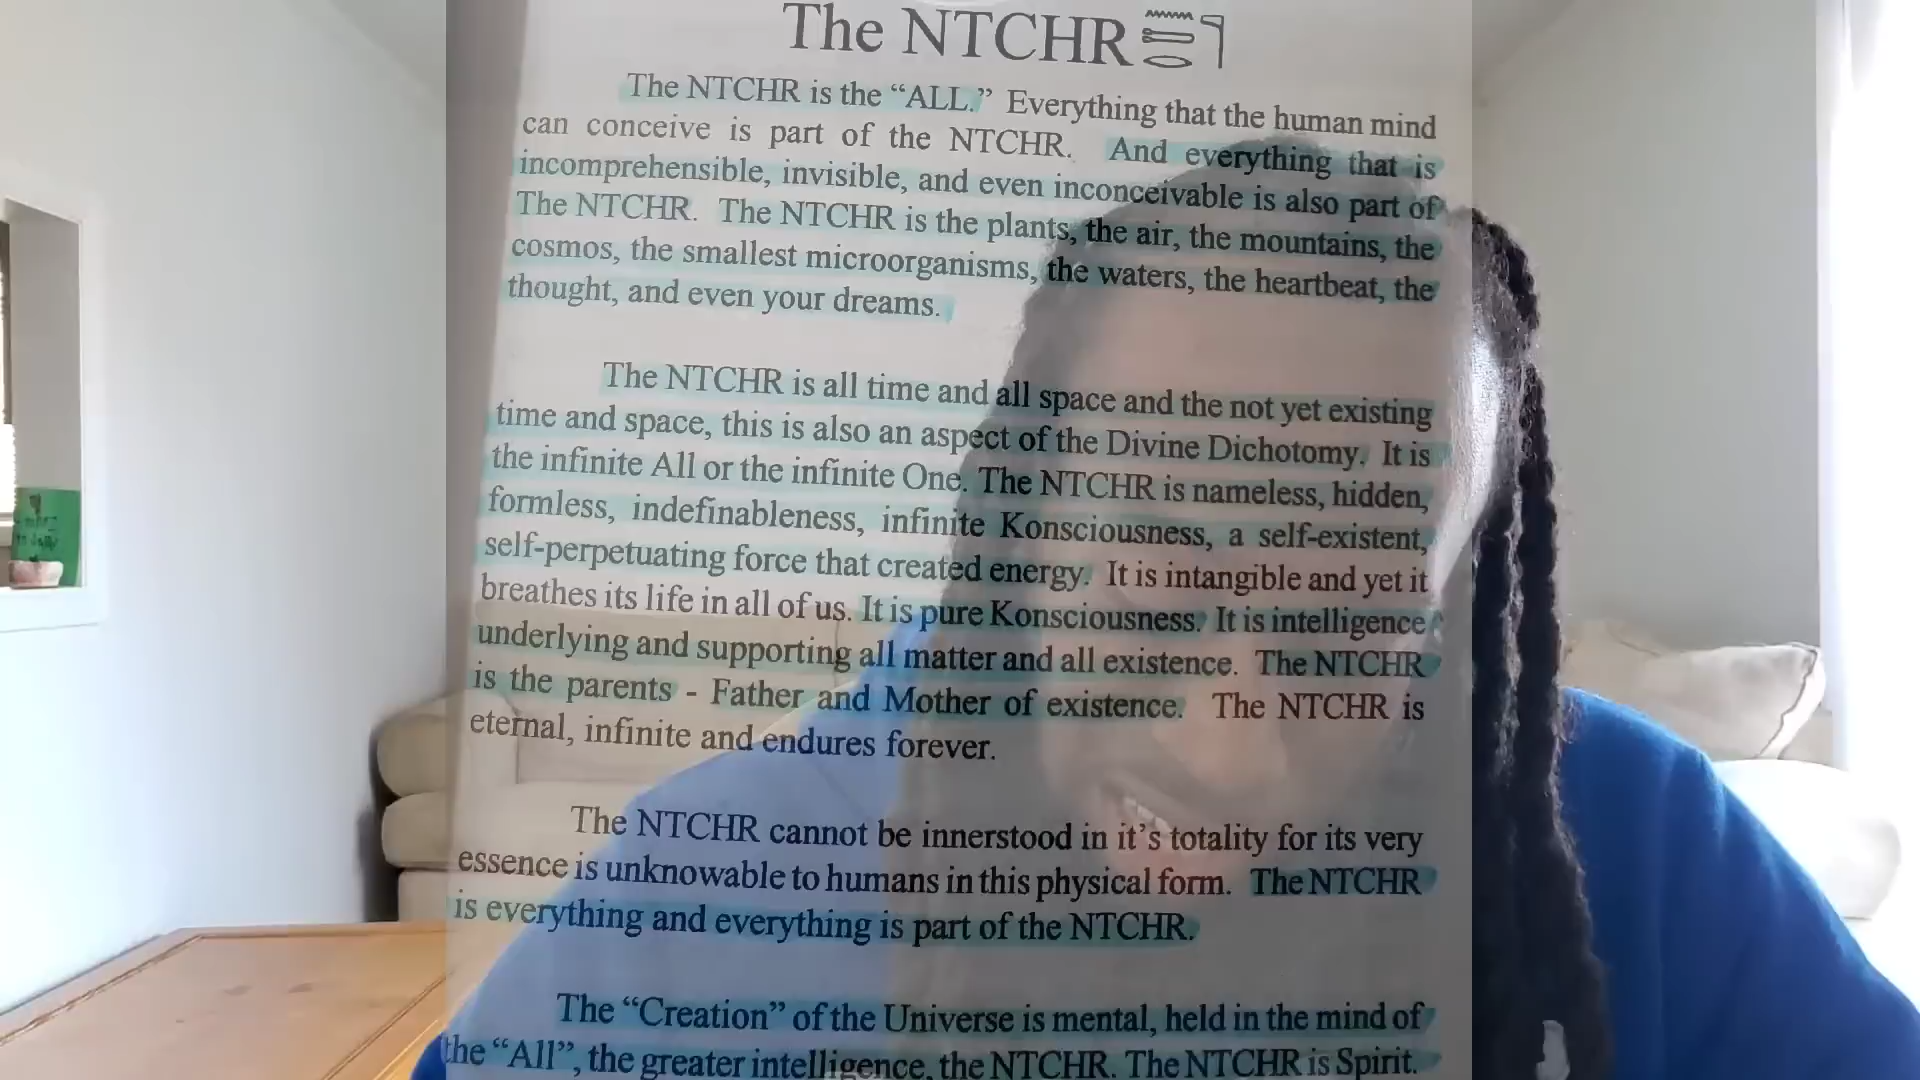 The NTCHR
The NTCHR is the “ALL.” Everything that the human mind
can conceive is part of the NTCHR. And everything that is
incomprehensible, invisible, and even inconceivable is also part of
The NTCHR. The NTCHR is the plants, the air, the mountains, the
cosmos, the smallest microorganisms, the waters, the heartbeat, the
thought, and even your dreams.
The NTCHR is all time and all space and the not yet existing
time and space, this is also an aspect of the Divine Dichotomy. It is
the infinite All or the infinite One. The NTCHR is nameless, hidden,
formless, indefinableness, infinite Konsciousness, a self-existent,
self-perpetuating force that created energy. It is intangible and yet it
breathes its life in all of us. It is pure Konsciousness. It is intelligence
underlying and supporting all matter and all existence. The NTCHR
is the parents - Father and Mother of existence. The NTCHR is
eternal, infinite and endures forever.
The NTCHR cannot be innerstood in it’s totality for its very
essence is unknowable to humans in this physical form. The NTCHR
is everything and everything is part of the NTCHR.
The “Creation” of the Universe is mental, held in the mind of
the “All”, the greater intelligence, the NTCHR. The NTCHR is Spirit.